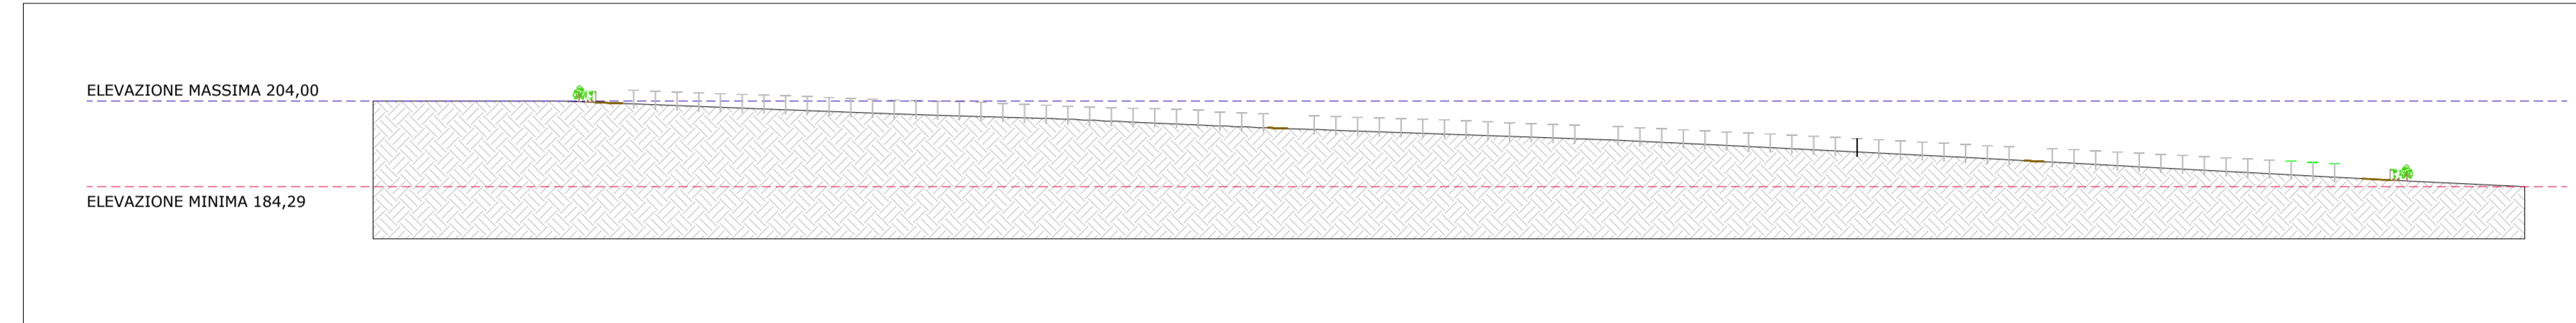 ELEVAZIONE MASSIMA 204,00
ELEVAZIONE MINIMA 184,29